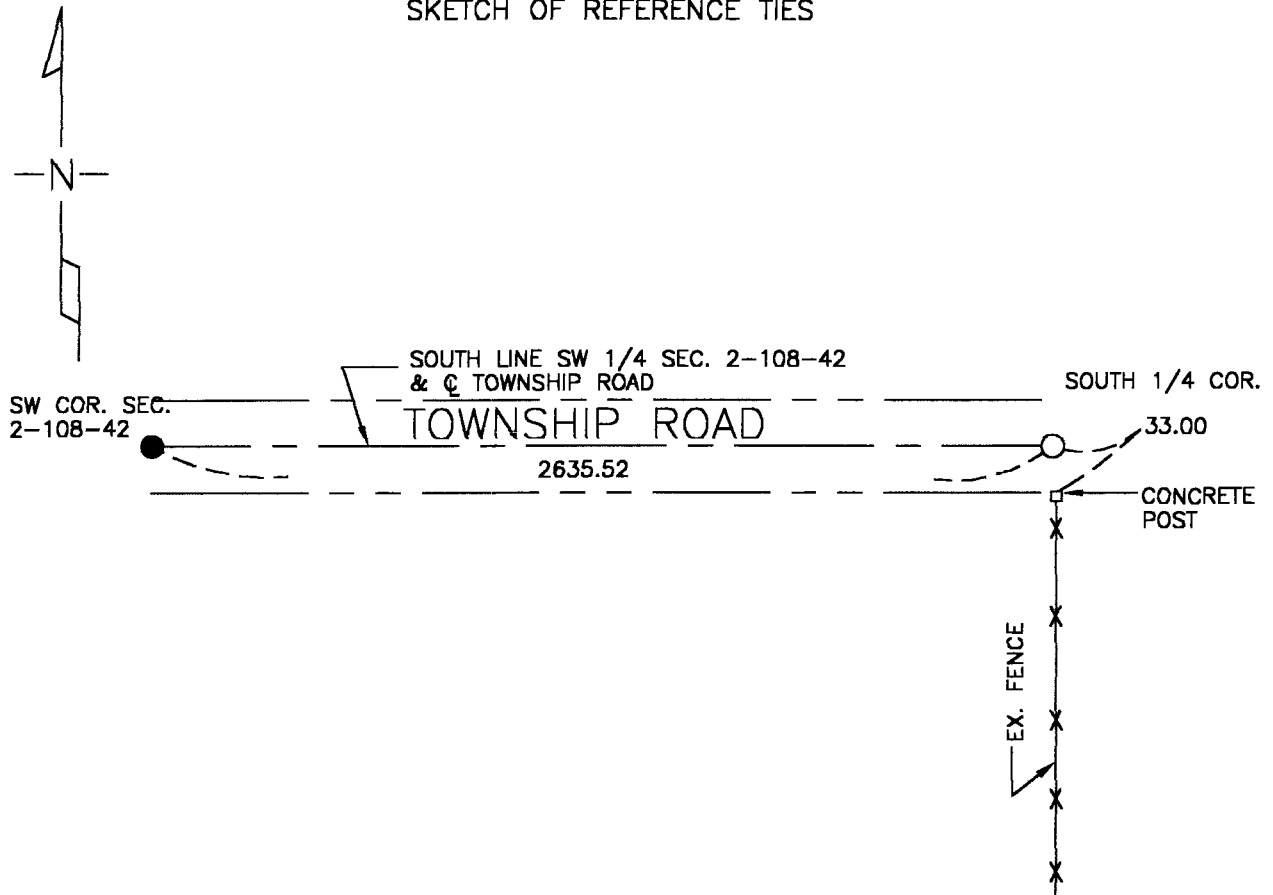 SKETCH OF REFERENCE TIES
N
SOUTH LINE SW 1/4 SEC. 2-108-42
& ℄ TOWNSHIP ROAD
SOUTH 1/4 COR.
SW COR. SEC.
2-108-42
TOWNSHIP ROAD
33.00
2635.52
CONCRETE
POST
EX. FENCE